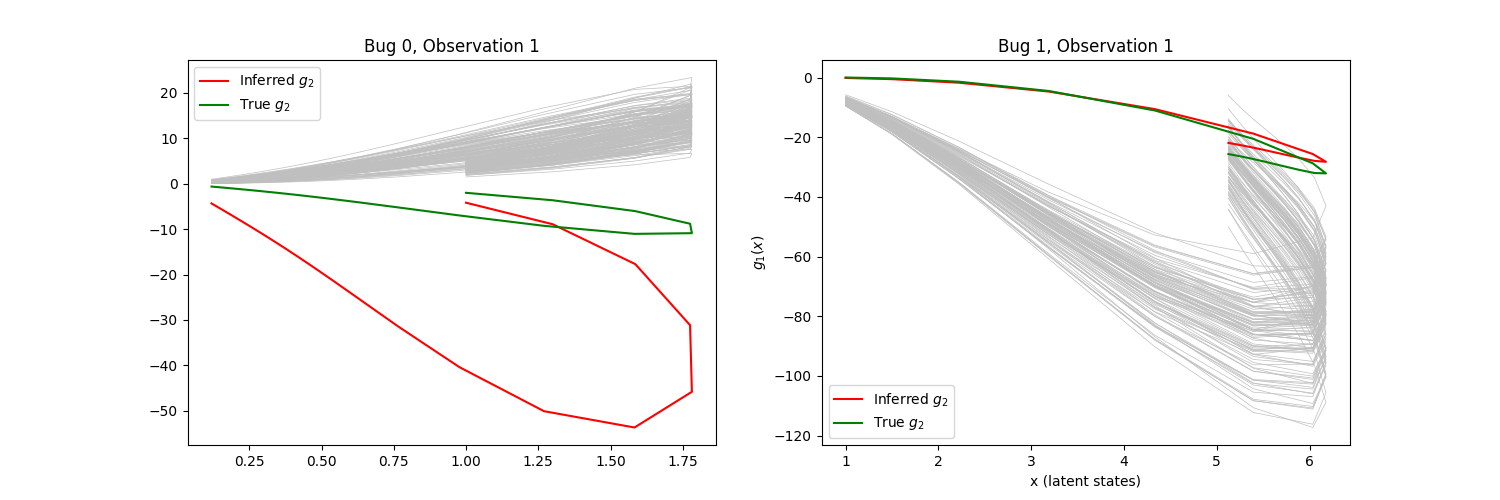 Bug 0, Observation 1
Inferred g₂
True g₂
20
10
0
−10
−20
−30
−40
−50
0.25 0.50 0.75 1.00 1.25 1.50 1.75
Bug 1, Observation 1
0
−20
−40
−60
−80
−100
−120
g₁(x)
Inferred g₂
True g₂
1 2 3 4 5 6
x (latent states)